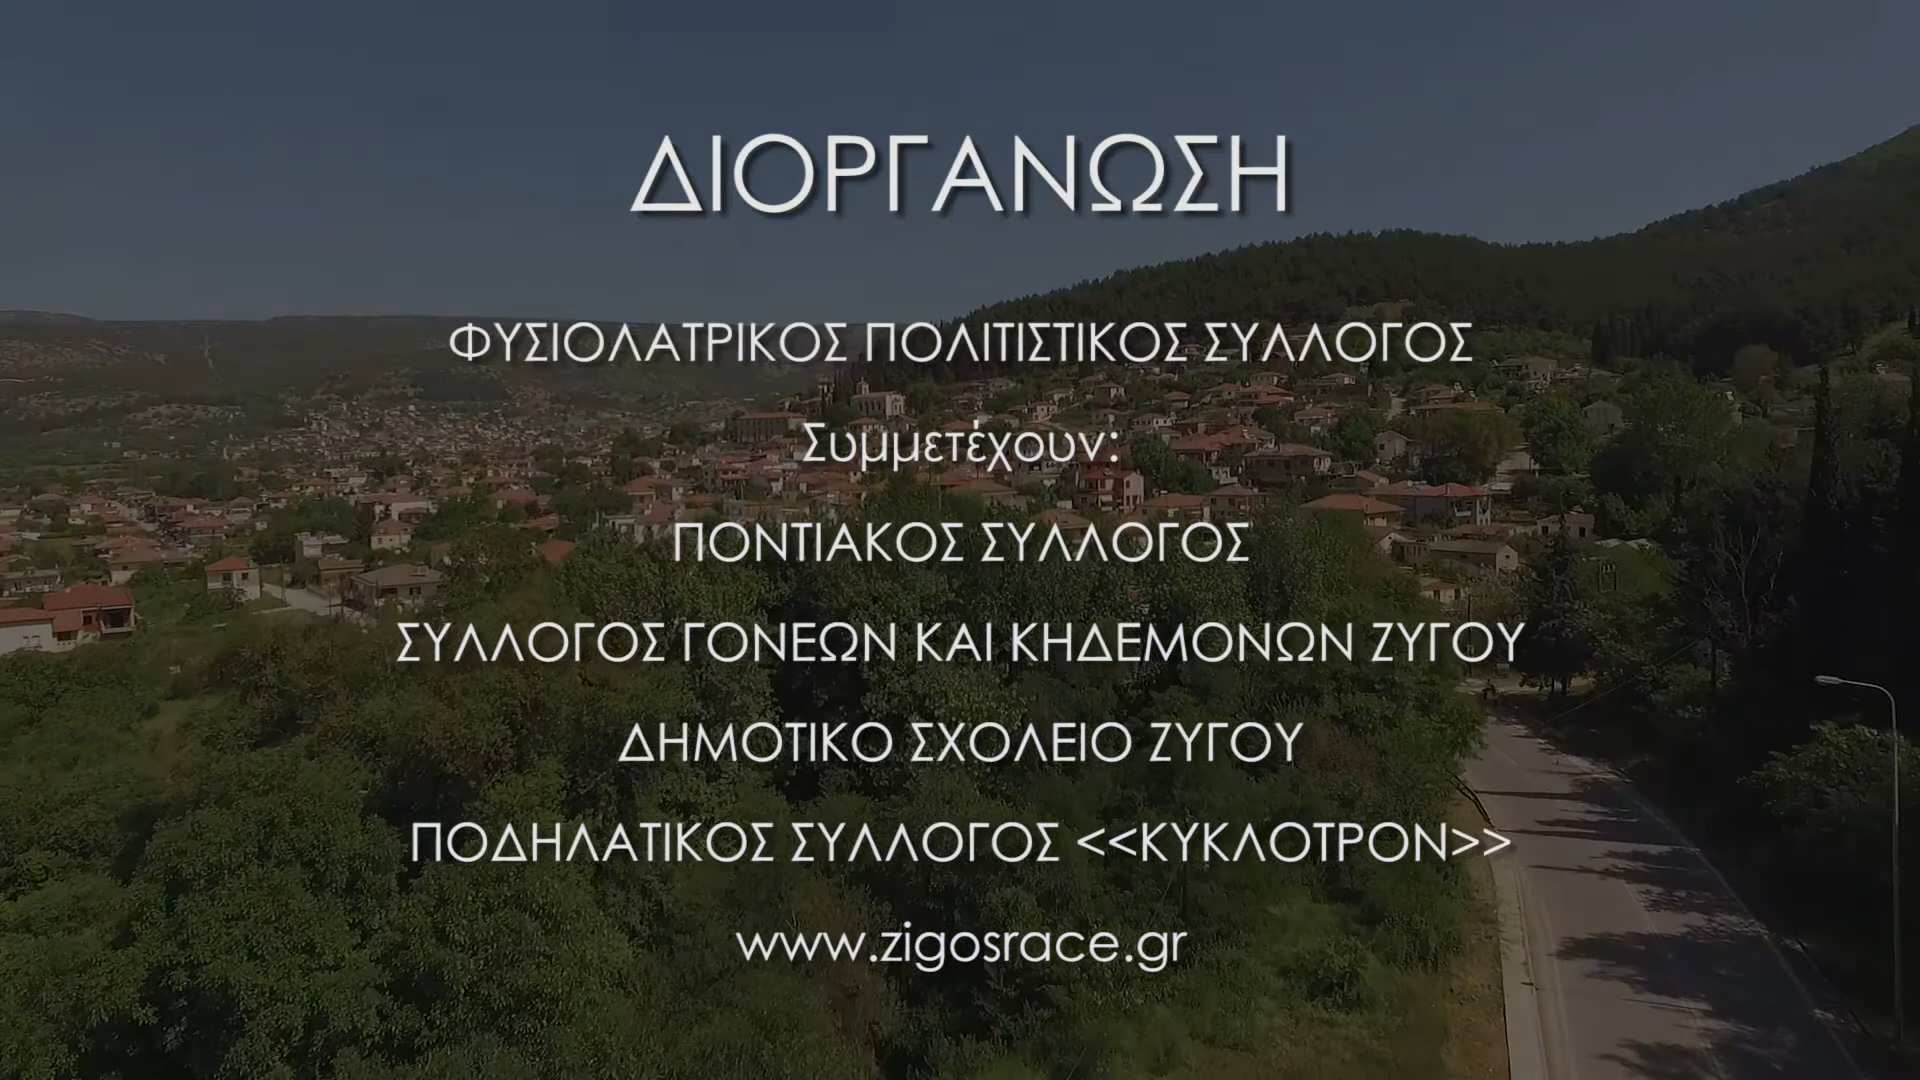 ΔΙΟΡΓΑΝΩΣΗ
ΦΥΣΙΟΛΑΤΡΙΚΟΣ ΠΟΛΙΤΙΣΤΙΚΟΣ ΣΥΛΛΟΓΟΣ
Συμμετέχουν:
ΠΟΝΤΙΑΚΟΣ ΣΥΛΛΟΓΟΣ
ΣΥΛΛΟΓΟΣ ΓΟΝΕΩΝ ΚΑΙ ΚΗΔΕΜΟΝΩΝ ΖΥΓΟΥ
ΔΗΜΟΤΙΚΟ ΣΧΟΛΕΙΟ ΖΥΓΟΥ
ΠΟΔΗΛΑΤΙΚΟΣ ΣΥΛΛΟΓΟΣ <<ΚΥΚΛΟΤΡΟΝ>>
www.zigosrace.gr